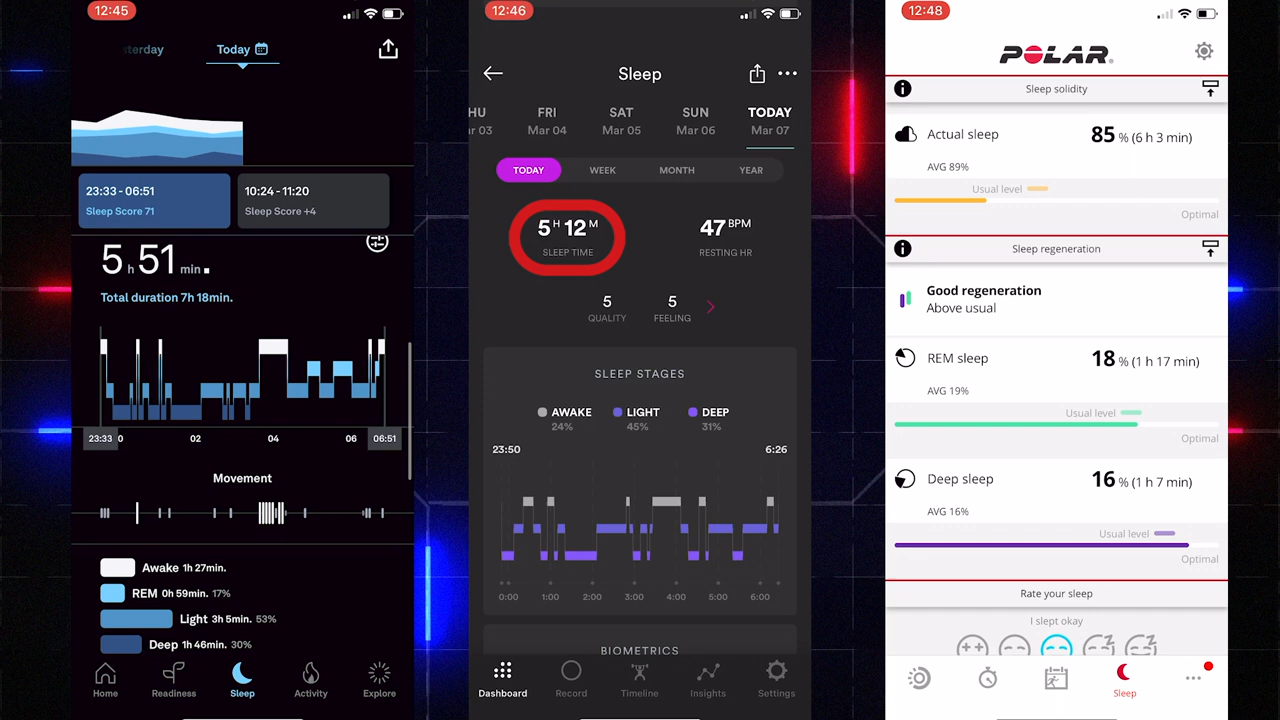 12:45
terday
Today
23:33 - 06:51
Sleep Score 71
10:24 - 11:20
Sleep Score +4
5 h 51 min.
Total duration 7h 18min.
23:33 0 02 04 06 06:51
Movement
Awake 1h 27min.
REM 0h 59min. 17%
Light 3h 5min. 53%
Deep 1h 46min. 30%
Home Readiness Sleep Activity Explore
12:46
Sleep
HU FRI SAT SUN TODAY
ar 03 Mar 04 Mar 05 Mar 06 Mar 07
TODAY WEEK MONTH YEAR
5 H 12 M
SLEEP TIME
47 BPM
RESTING HR
5 5
QUALITY FEELING
SLEEP STAGES
AWAKE LIGHT DEEP
24% 45% 31%
23:50 6:26
0:00 1:00 2:00 3:00 4:00 5:00 6:00
BIOMETRICS
Dashboard Record Timeline Insights Settings
12:48
POLAR®
Sleep solidity
Actual sleep 85 % (6 h 3 min)
AVG 89%
Usual level
Optimal
Sleep regeneration
Good regeneration
Above usual
REM sleep 18 % (1 h 17 min)
AVG 19%
Usual level
Optimal
Deep sleep 16 % (1 h 7 min)
AVG 16%
Usual level
Optimal
Rate your sleep
I slept okay
Sleep